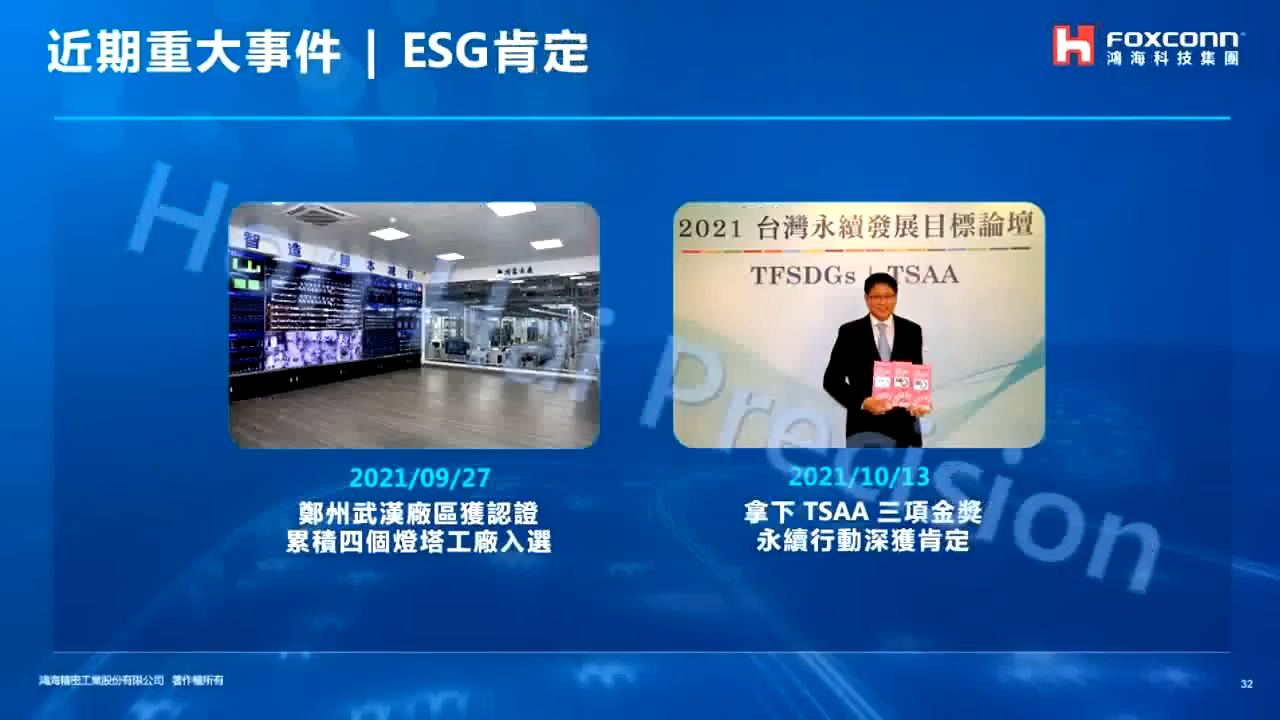 近期重大事件 | ESG肯定
FOXCONN
鴻海科技集團
2021 台灣永續發展目標論壇
TFSDGs | TSAA
2021/09/27
鄭州武漢廠區獲認證
累積四個燈塔工廠入選
2021/10/13
拿下 TSAA 三項金獎
永續行動深獲肯定
Precision
鴻海精密工業股份有限公司 著作權所有
32